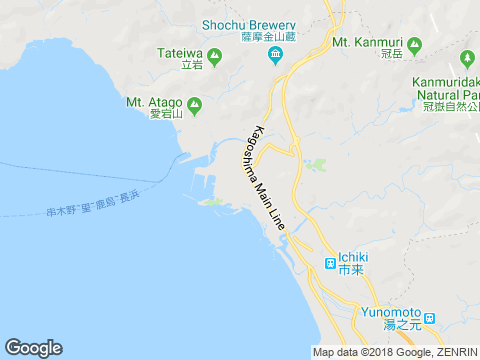 Shochu Brewery
薩摩金山蔵
Mt. Kanmuri
冠岳
Tateiwa
立岩
Kanmuridak
Natural Par
冠嶽自然公
Mt. Atago
愛宕山
Kagoshima Main Line
串木野-里-鹿島-長浜
Ichiki
市来
Yunomoto
湯之元
Google
Map data ©2018 Google, ZENRIN